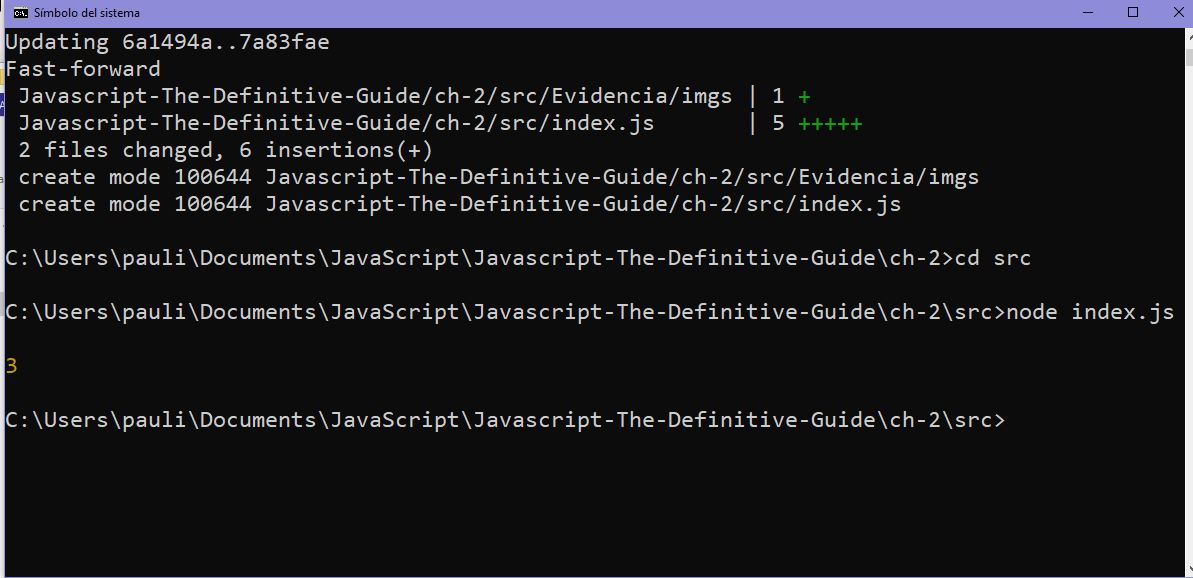 Símbolo del sistema
Updating 6a1494a..7a83fae
Fast-forward
 Javascript-The-Definitive-Guide/ch-2/src/Evidencia/imgs | 1 +
 Javascript-The-Definitive-Guide/ch-2/src/index.js       | 5 +++++
 2 files changed, 6 insertions(+)
 create mode 100644 Javascript-The-Definitive-Guide/ch-2/src/Evidencia/imgs
 create mode 100644 Javascript-The-Definitive-Guide/ch-2/src/index.js
C:\Users\pauli\Documents\JavaScript\Javascript-The-Definitive-Guide\ch-2>cd src
C:\Users\pauli\Documents\JavaScript\Javascript-The-Definitive-Guide\ch-2\src>node index.js
3
C:\Users\pauli\Documents\JavaScript\Javascript-The-Definitive-Guide\ch-2\src>